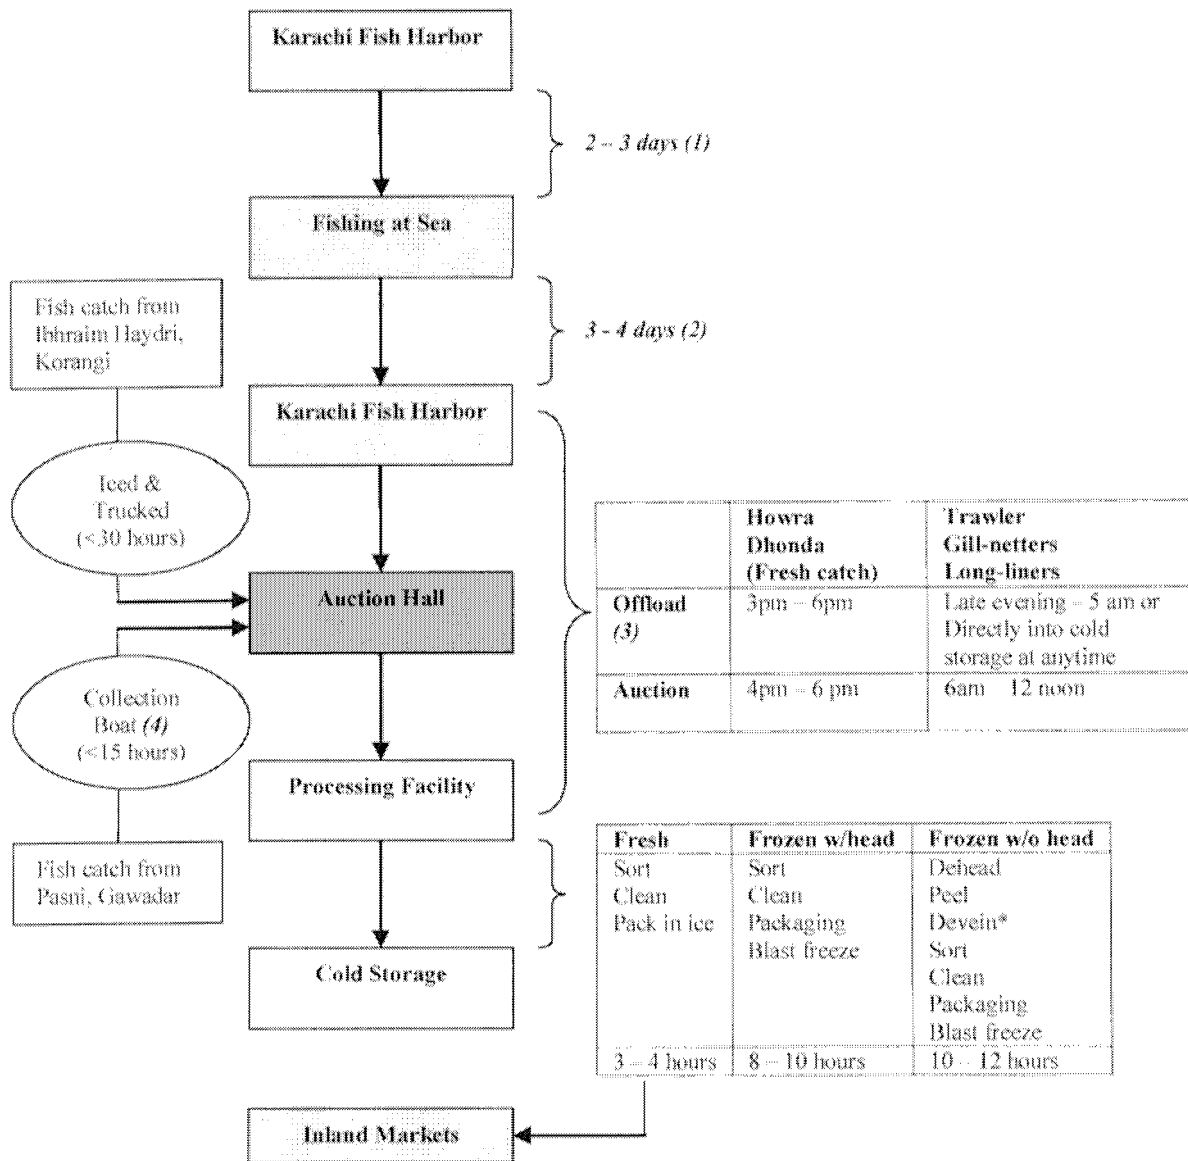 Karachi Fish Harbor
2 – 3 days (1)
Fishing at Sea
Fish catch from
Ibhraim Haydri,
Korangi
3 - 4 days (2)
Karachi Fish Harbor
Iced &
Trucked
(<30 hours)
Auction Hall
Collection
Boat (4)
(<15 hours)
Processing Facility
Fish catch from
Pasni, Gawadar
Cold Storage
Howra
Dhonda
(Fresh catch)
Trawler
Gill-netters
Long-liners
Offload
(3)
3pm – 6pm
Late evening – 5 am or
Directly into cold
storage at anytime
Auction
4pm – 6 pm
6am – 12 noon
Fresh
Frozen w/head
Frozen w/o head
Sort
Clean
Pack in ice
Sort
Clean
Packaging
Blast freeze
Dehead
Peel
Devein*
Sort
Clean
Packaging
Blast freeze
3 – 4 hours
8 – 10 hours
10 – 12 hours
Inland Markets